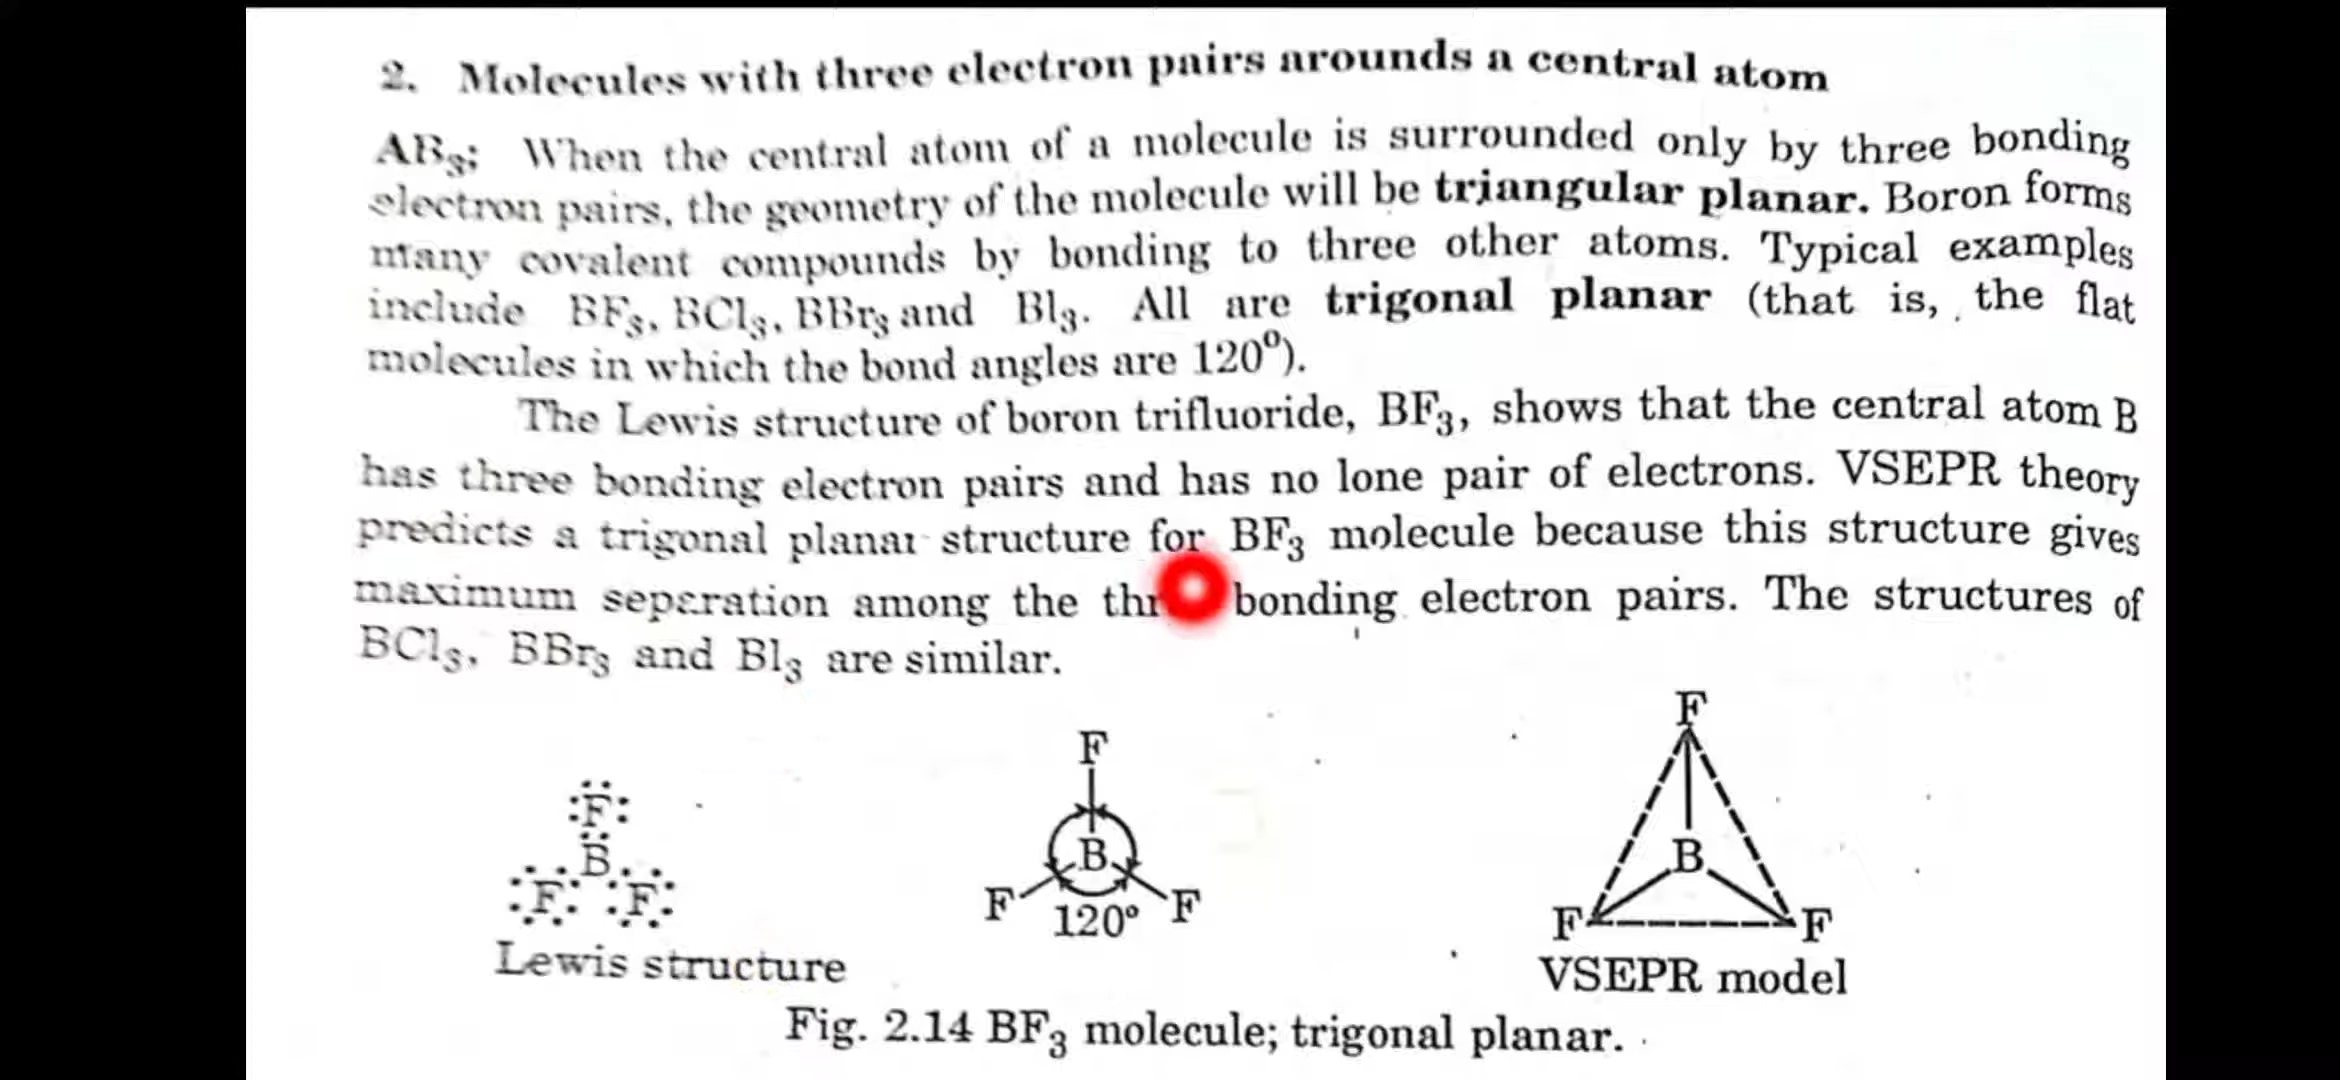 2. Molecules with three electron pairs arounds a central atom
AB₃; When the central atom of a molecule is surrounded only by three bonding
electron pairs, the geometry of the molecule will be triangular planar. Boron forms
many covalent compounds by bonding to three other atoms. Typical examples
include BF₃, BCl₃, BBr₃ and Bl₃. All are trigonal planar (that is, the flat
molecules in which the bond angles are 120⁰).
The Lewis structure of boron trifluoride, BF₃, shows that the central atom B
has three bonding electron pairs and has no lone pair of electrons. VSEPR theory
predicts a trigonal planar structure for BF₃ molecule because this structure gives
maximum separation among the bonding electron pairs. The structures of
BCl₃, BBr₃ and Bl₃ are similar.
F
B
F F
Lewis structure
F
B
F 120° F
F
B
F F
VSEPR model
Fig. 2.14 BF₃ molecule; trigonal planar.